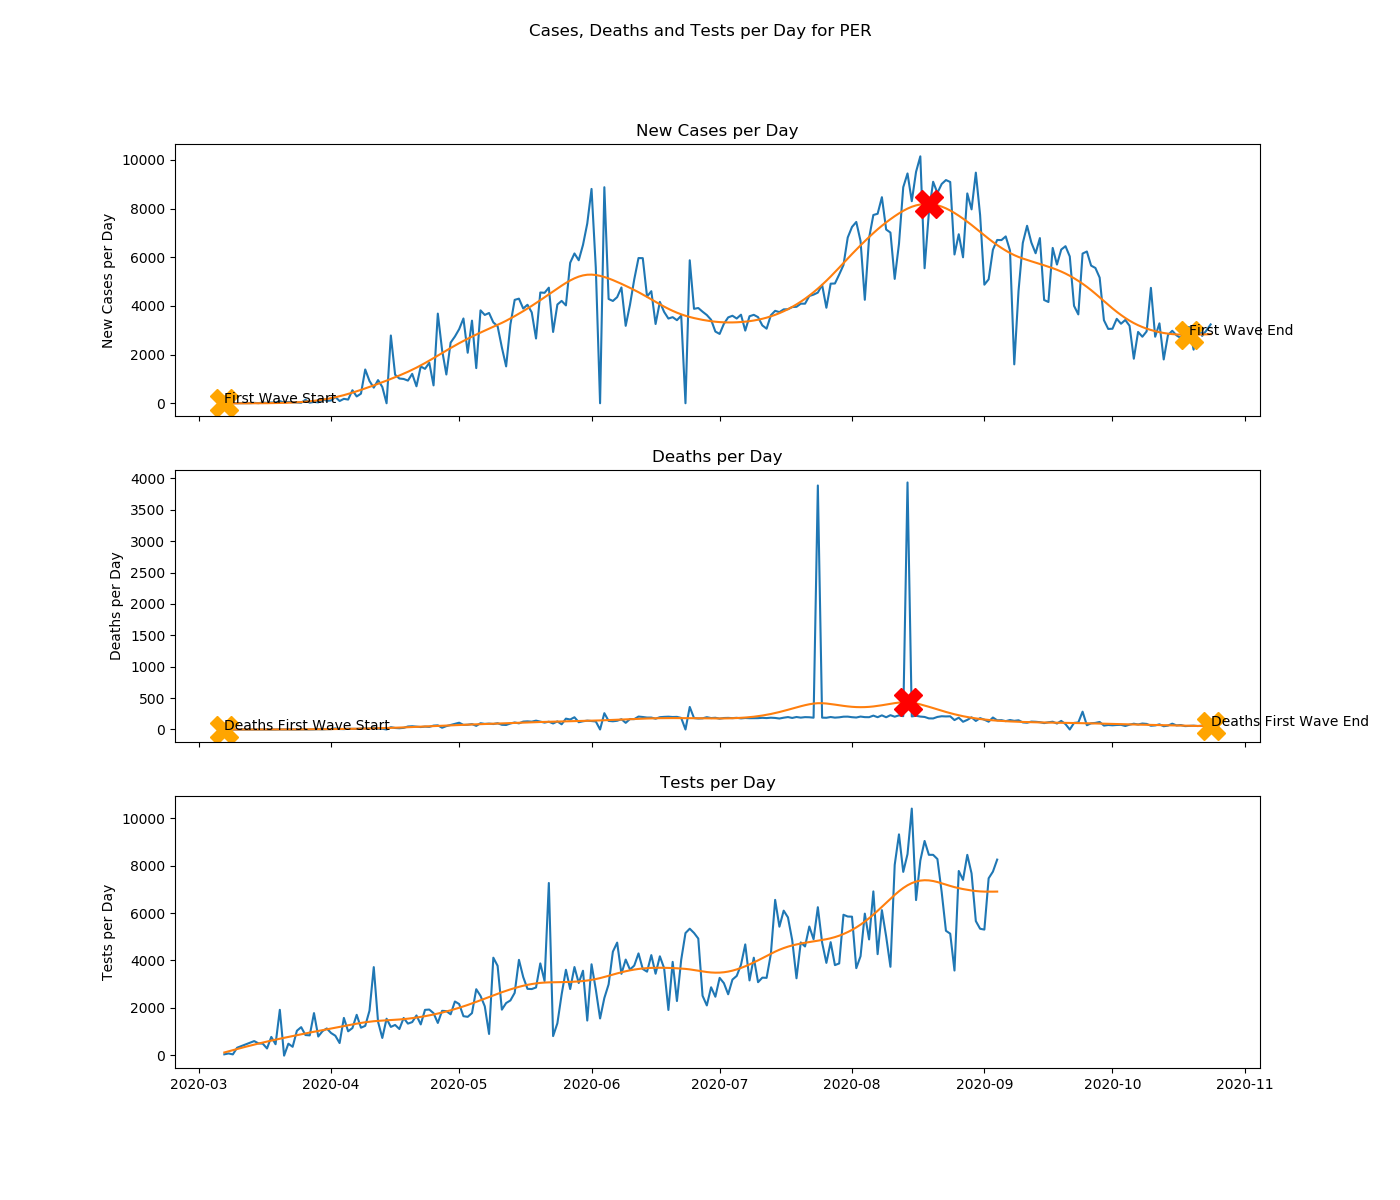 Cases, Deaths and Tests per Day for PER
New Cases per Day
New Cases per Day
10000
8000
6000
4000
2000
0
First Wave Start
First Wave End
Deaths per Day
Deaths per Day
4000
3500
3000
2500
2000
1500
1000
500
0
Deaths First Wave Start
Deaths First Wave End
Tests per Day
Tests per Day
10000
8000
6000
4000
2000
0
2020-03 2020-04 2020-05 2020-06 2020-07 2020-08 2020-09 2020-10 2020-11